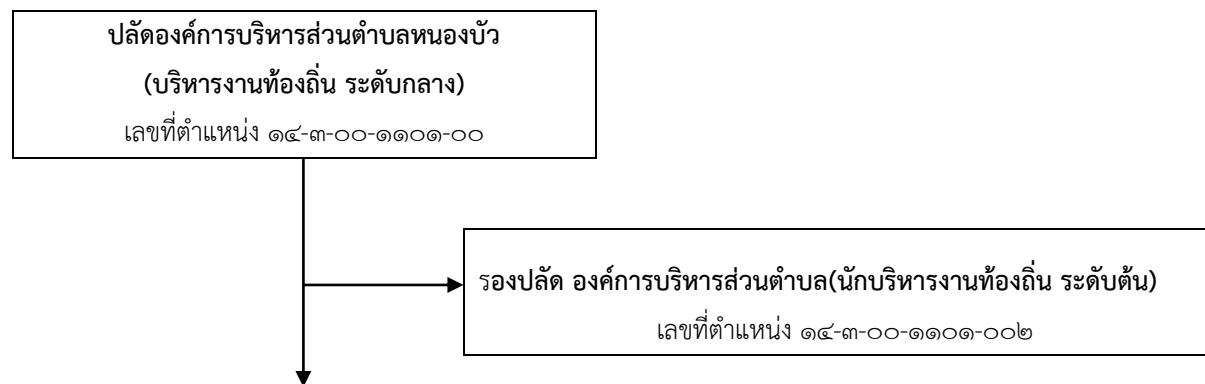 ปลัดองค์การบริหารส่วนตำบลหนองบัว
(บริหารงานท้องถิ่น ระดับกลาง)
เลขที่ตำแหน่ง ๑๔-๓-๐๐-๑๑๐๑-๐๐
รองปลัด องค์การบริหารส่วนตำบล(นักบริหารงานท้องถิ่น ระดับต้น)
เลขที่ตำแหน่ง ๑๔-๓-๐๐-๑๑๐๑-๐๐๒